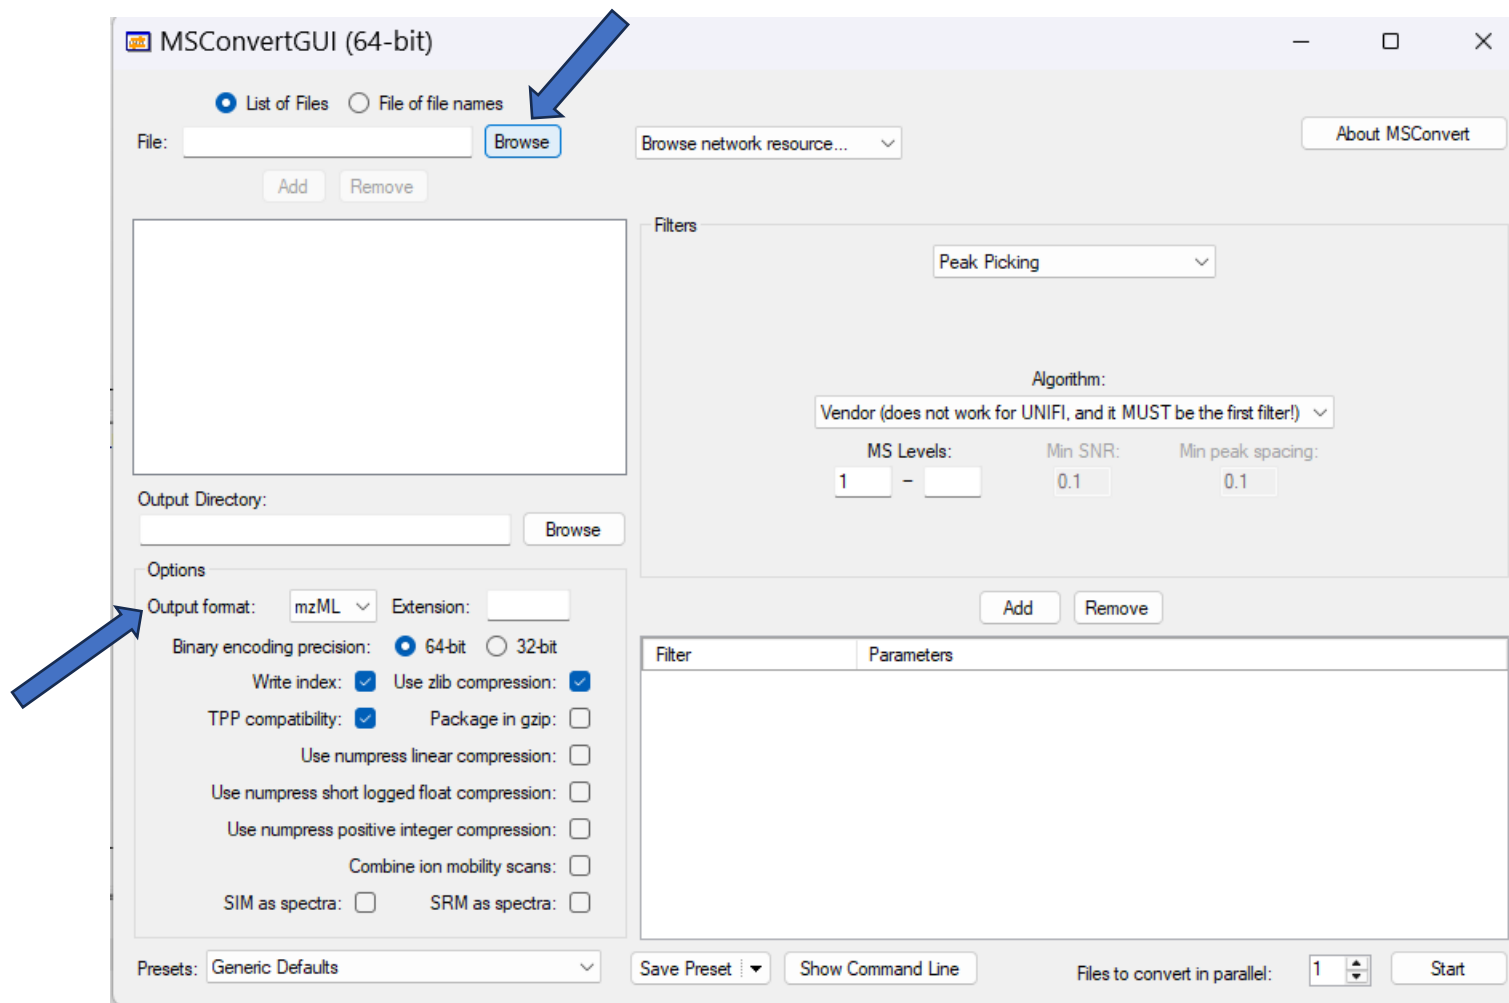 MSConvertGUI (64-bit)
List of Files File of file names
File: Browse Browse network resource... About MSConvert
Add Remove
Filters
Peak Picking
Algorithm:
Vendor (does not work for UNIFI, and it MUST be the first filter!)
MS Levels: Min SNR: Min peak spacing:
1 - 0.1 0.1
Output Directory:
Browse
Options
Output format: mzML Extension:
Add Remove
Binary encoding precision: 64-bit 32-bit
Filter Parameters
Write index: Use zlib compression:
TPP compatibility: Package in gzip:
Use numpress linear compression:
Use numpress short logged float compression:
Use numpress positive integer compression:
Combine ion mobility scans:
SIM as spectra: SRM as spectra:
Presets: Generic Defaults Save Preset Show Command Line Files to convert in parallel: 1 Start